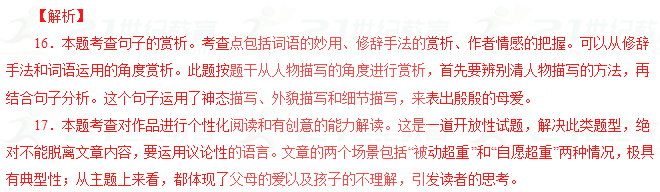 【解析】
16．本题考查句子的赏析。考查点包括词语的妙用、修辞手法的赏析、作者情感的把握。可以从修辞
手法和词语运用的角度赏析。此题按题干从人物描写的角度进行赏析，首先要辨别清人物描写的方法，再
结合句子分析。这个句子运用了神态描写、外貌描写和细节描写，来表出殷殷的母爱。
17．本题考查对作品进行个性化阅读和有创意的能力解读。这是一道开放性试题，解决此类题型，绝
对不能脱离文章内容，要运用议论性的语言。文章的两个场景包括“被动超重”和“自愿超重”两种情况，极具
有典型性；从主题上来看，都体现了父母的爱以及孩子的不理解，引发读者的思考。